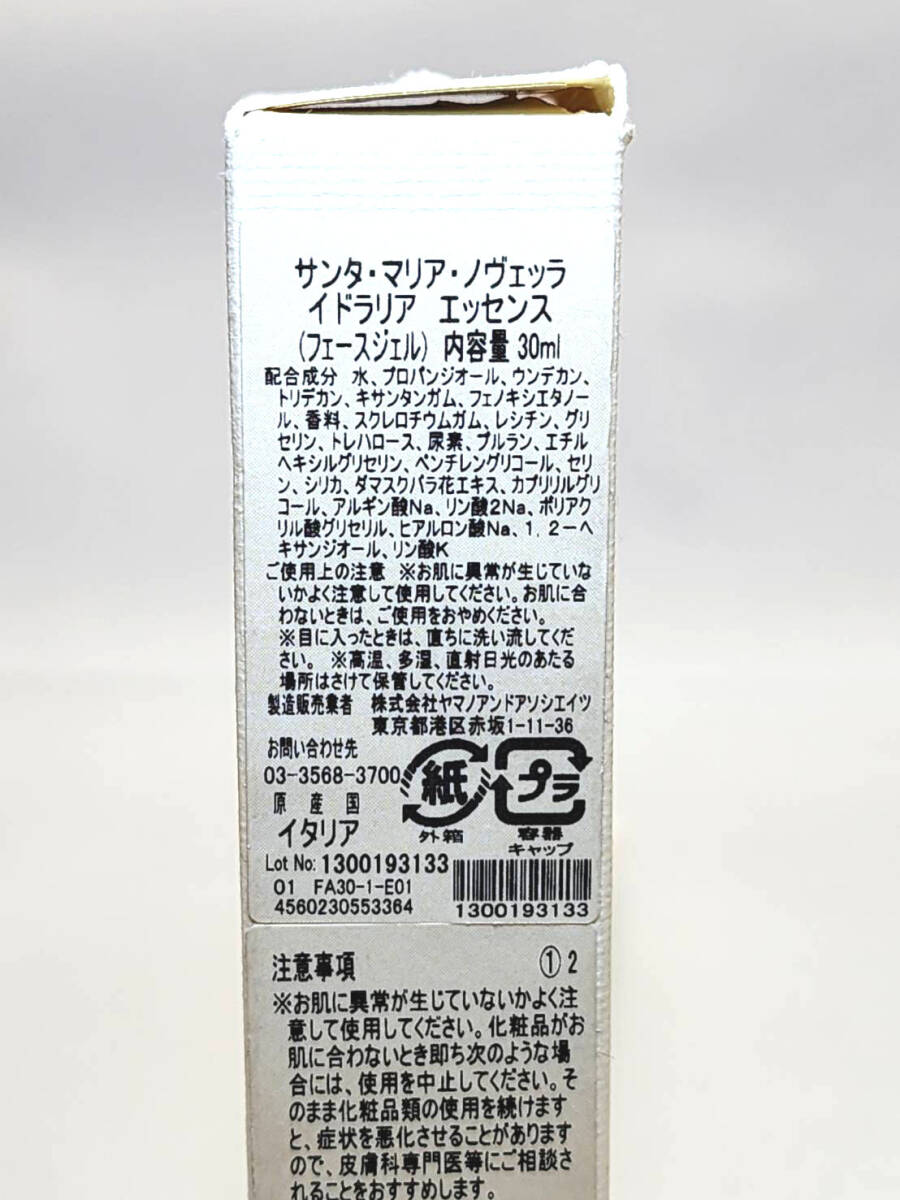 サンタ・マリア・ノヴェッラ
イドラリア エッセンス
(フェースジェル) 内容量 30ml
配合成分 水、プロパンジオール、ウンデカン、
トリデカン、キサンタンガム、フェノキシエタノー
ル、香料、スクレロチウムガム、レシチン、グリ
セリン、トレハロース、尿素、プルラン、エチル
ヘキシルグリセリン、ペンチレングリコール、セリ
ン、シリカ、ダマスクバラ花エキス、カプリリルグリ
コール、アルギン酸Na、リン酸2Na、ポリアク
リル酸グリセリル、ヒアルロン酸Na、1,2-ヘ
キサンジオール、リン酸K
ご使用上の注意 ※お肌に異常が生じていな
いかよく注意して使用してください。お肌に合
わないときは、ご使用をおやめください。
※目に入ったときは、直ちに洗い流してくだ
さい。 ※高温、多湿、直射日光のあたる
場所はさけて保管してください。
製造販売業者 株式会社ヤマノアンドアソシエイツ
東京都港区赤坂1-11-36
お問い合わせ先
03-3568-3700
原産国
イタリア
紙
外箱
プラ
容器
キャップ
Lot No: 1300193133
01 FA30-1-E01
4560230553364
1300193133
注意事項 ①2
※お肌に異常が生じていないかよく注
意して使用してください。化粧品がお
肌に合わないとき即ち次のような場
合には、使用を中止してください。そ
のまま化粧品類の使用を続けます
と、症状を悪化させることがあります
ので、皮膚科専門医等にご相談さ
れることをおすすめします。